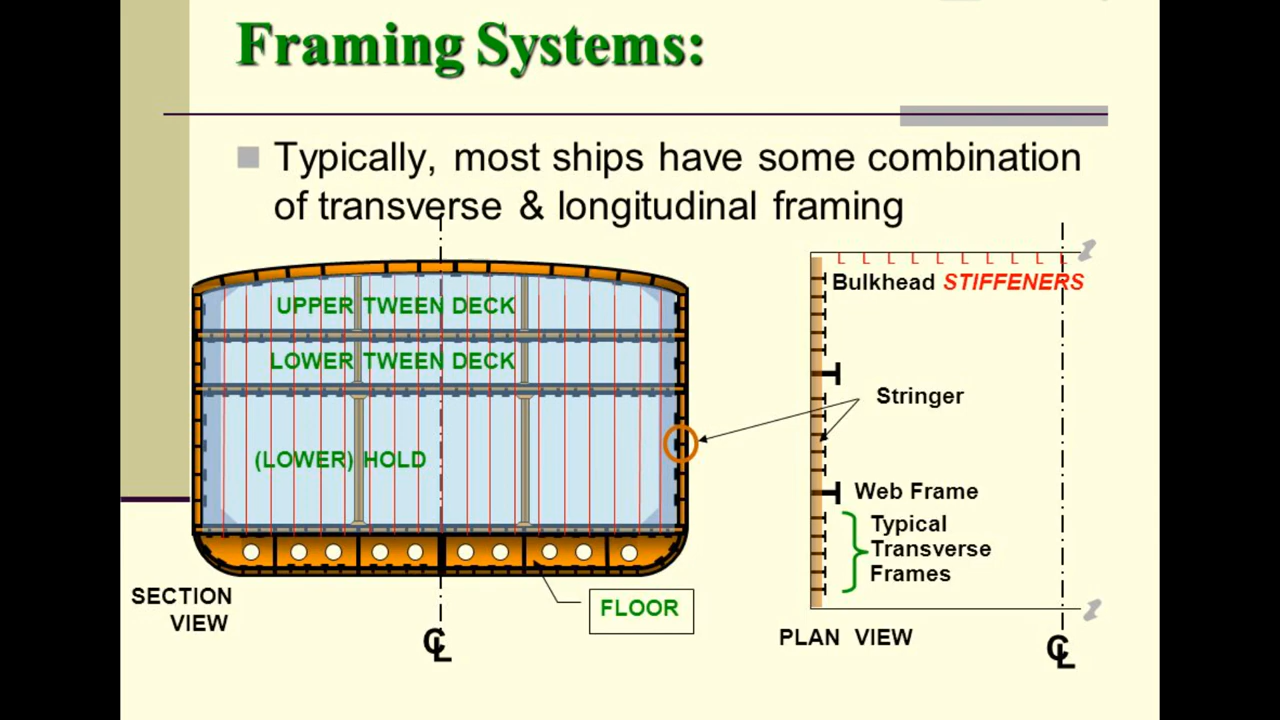 Framing Systems:
Typically, most ships have some combination
of transverse & longitudinal framing
UPPER TWEEN DECK
LOWER TWEEN DECK
(LOWER) HOLD
FLOOR
SECTION
VIEW
CL
Bulkhead STIFFENERS
Stringer
Web Frame
Typical
Transverse
Frames
PLAN VIEW
CL